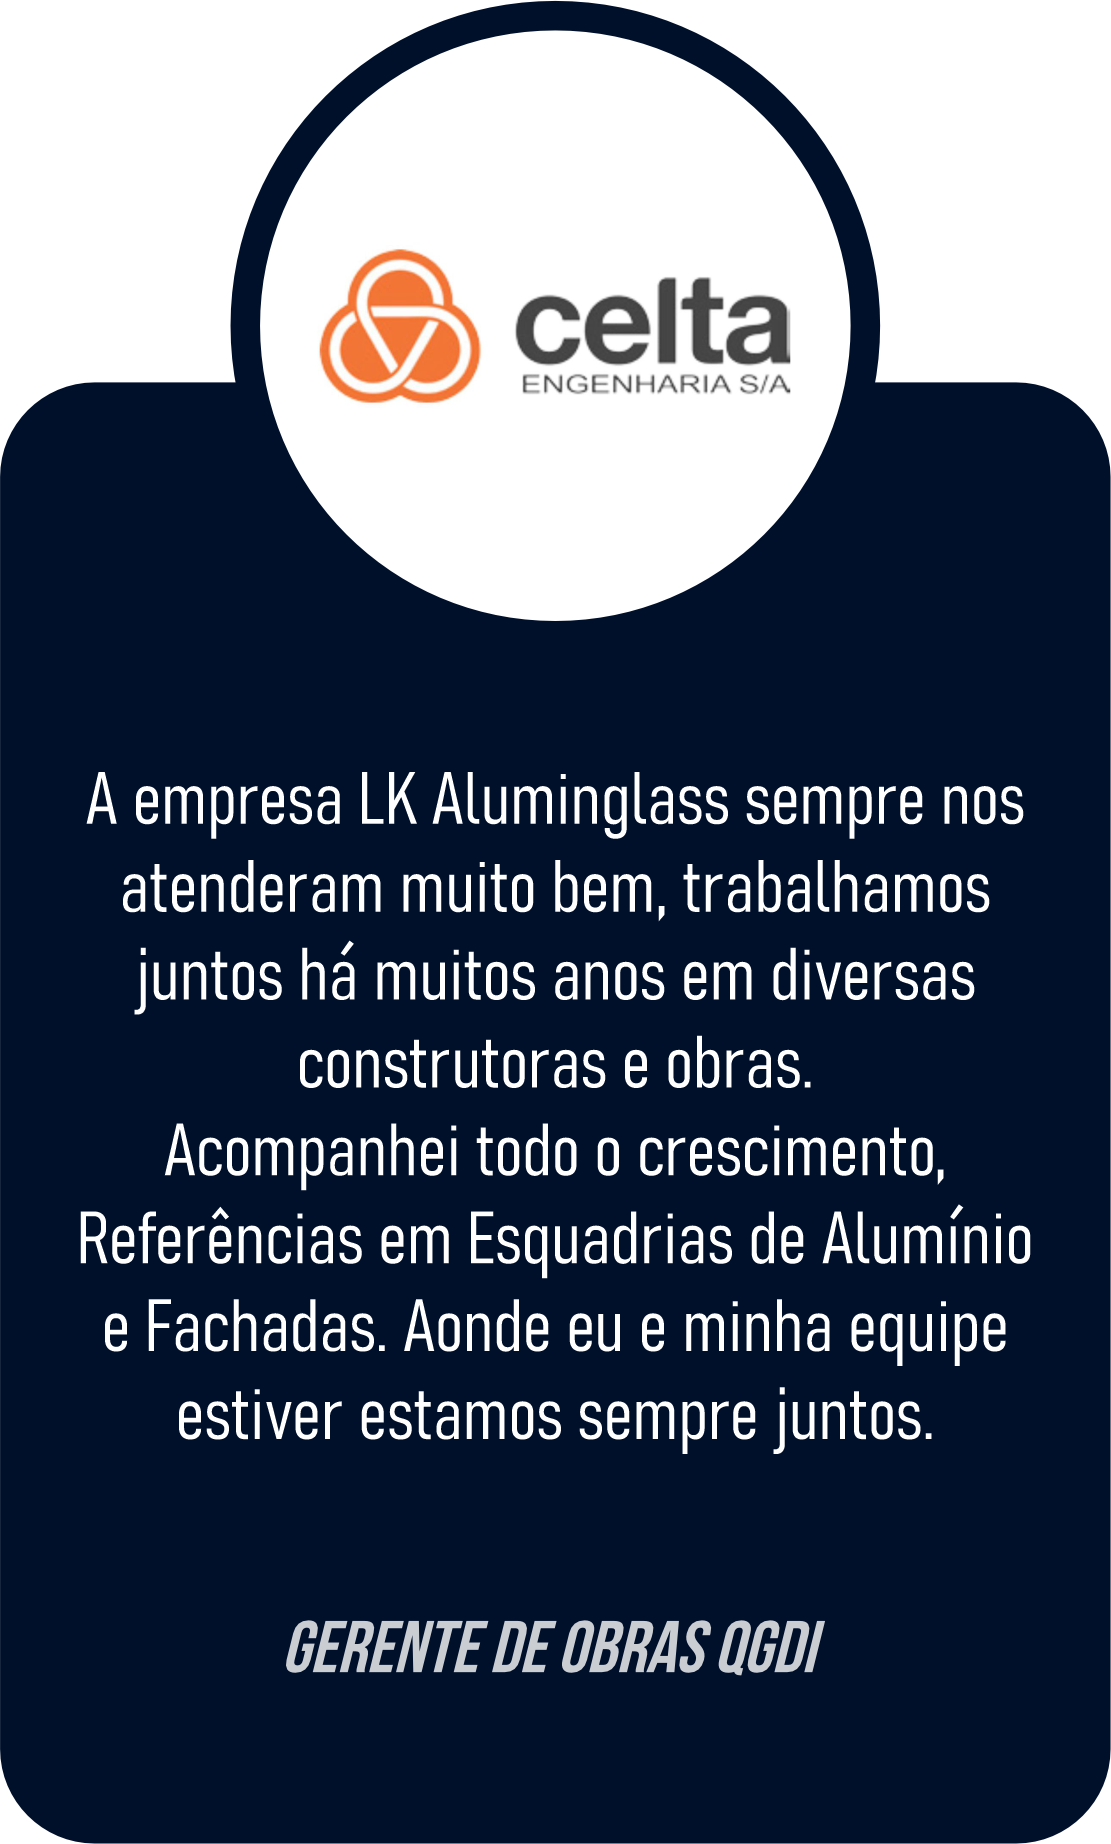 celta
ENGENHARIA S/A
A empresa LK Aluminglass sempre nos
atenderam muito bem, trabalhamos
juntos há muitos anos em diversas
construtoras e obras.
Acompanhei todo o crescimento,
Referências em Esquadrias de Alumínio
e Fachadas. Aonde eu e minha equipe
estiver estamos sempre juntos.
GERENTE DE OBRAS QGDI